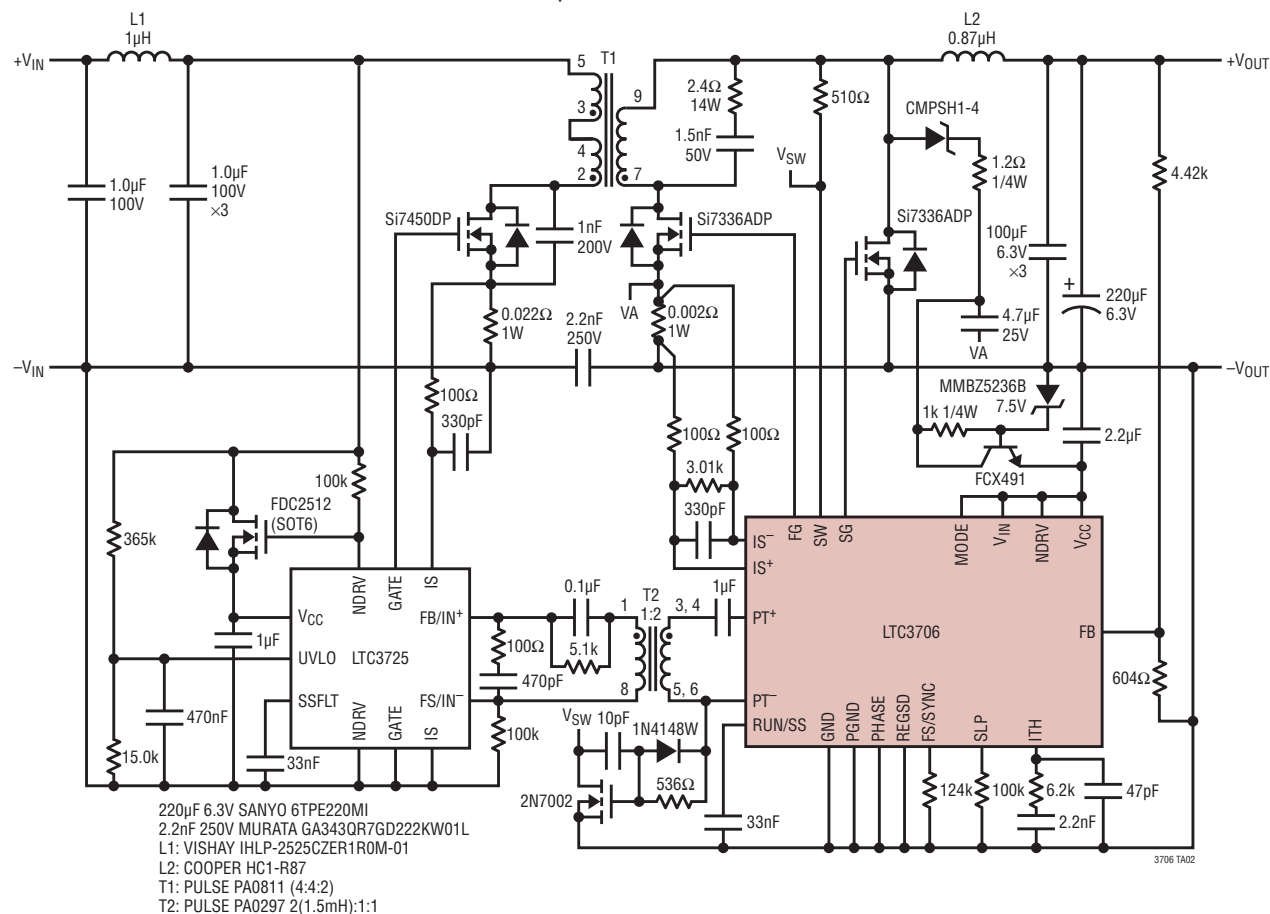 L1
1µH
+VIN
1.0µF
100V
1.0µF
100V
×3
–VIN
T1
5
3
4
2
9
7
2.4Ω
14W
1.5nF
50V
510Ω
VSW
L2
0.87µH
+VOUT
CMPSH1-4
1.2Ω
1/4W
4.42k
Si7450DP
1nF
200V
Si7336ADP
Si7336ADP
100µF
6.3V
×3
+
220µF
6.3V
0.022Ω
1W
2.2nF
250V
VA
0.002Ω
1W
4.7µF
25V
VA
–VOUT
100Ω
330pF
100Ω
100Ω
3.01k
330pF
MMBZ5236B
7.5V
1k 1/4W
2.2µF
FCX491
365k
FDC2512
(SOT6)
100k
1µF
NDRV
GATE
IS
VCC
FB/IN+
UVLO
LTC3725
SSFLT
FS/IN–
NDRV
GATE
IS
470nF
15.0k
33nF
100Ω
470pF
100k
0.1µF
5.1k
T2
1:2
1
8
3, 4
5, 6
1µF
FG
SW
SG
MODE
VIN
NDRV
VCC
IS–
IS+
PT+
LTC3706
FB
PT–
RUN/SS
GND
PGND
PHASE
REGSD
FS/SYNC
SLP
ITH
604Ω
VSW
10pF
1N4148W
536Ω
2N7002
33nF
124k
100k
6.2k
2.2nF
47pF
220µF 6.3V SANYO 6TPE220MI
2.2nF 250V MURATA GA343QR7GD222KW01L
L1: VISHAY IHLP-2525CZER1R0M-01
L2: COOPER HC1-R87
T1: PULSE PA0811 (4:4:2)
T2: PULSE PA0297 2(1.5mH):1:1
3706 TA02